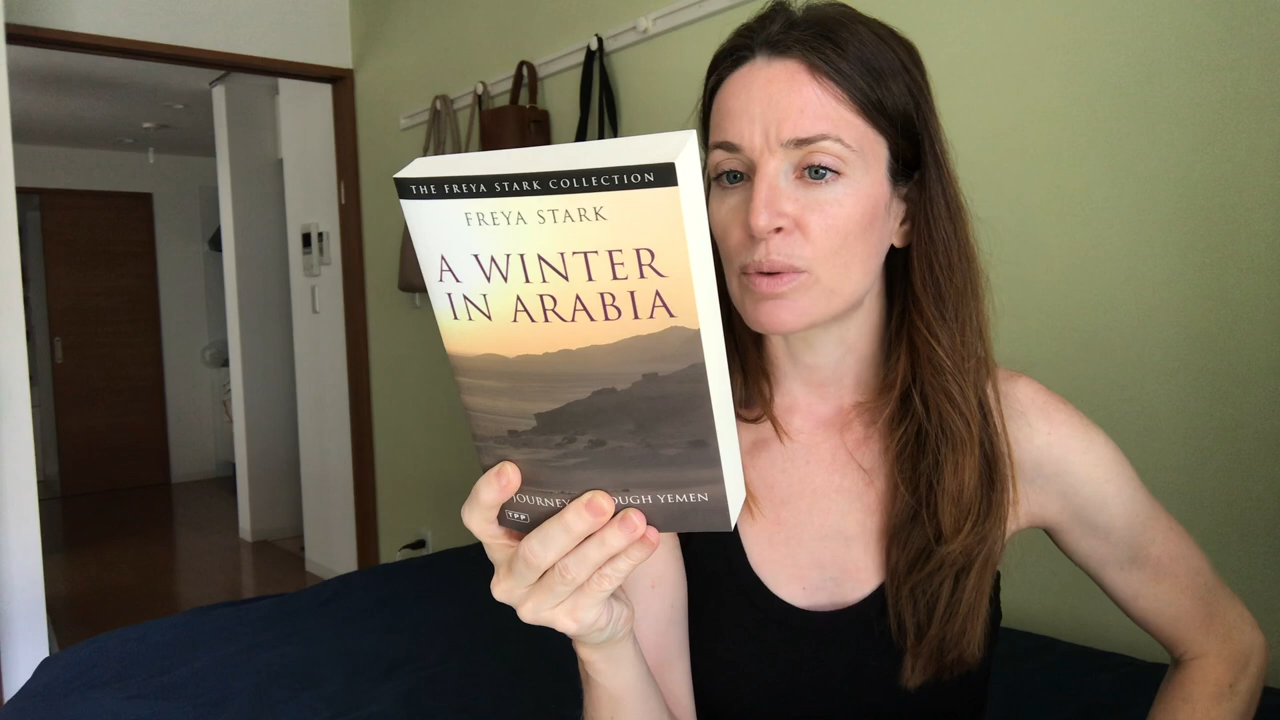 THE FREYA STARK COLLECTION
FREYA STARK
A WINTER
IN ARABIA
JOURNEY OUGH YEMEN
TPP